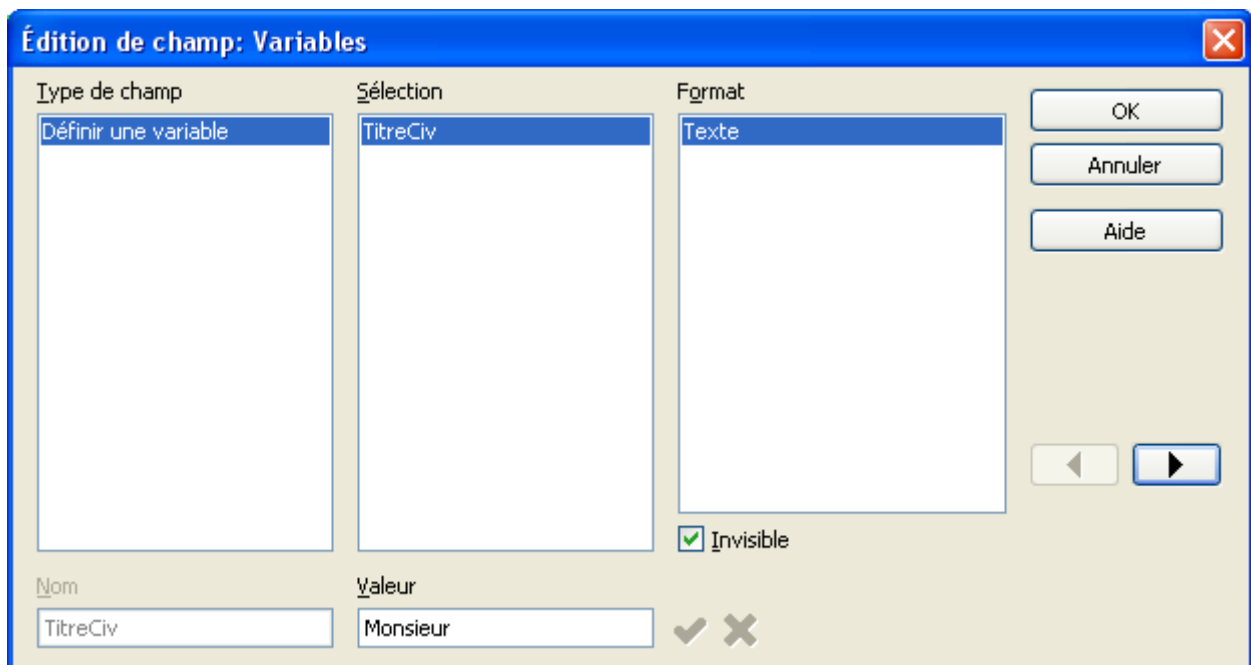 Édition de champ: Variables
Type de champ
Sélection
Format
Définir une variable
TitreCiv
Texte
OK
Annuler
Aide
Invisible
Nom
Valeur
TitreCiv
Monsieur